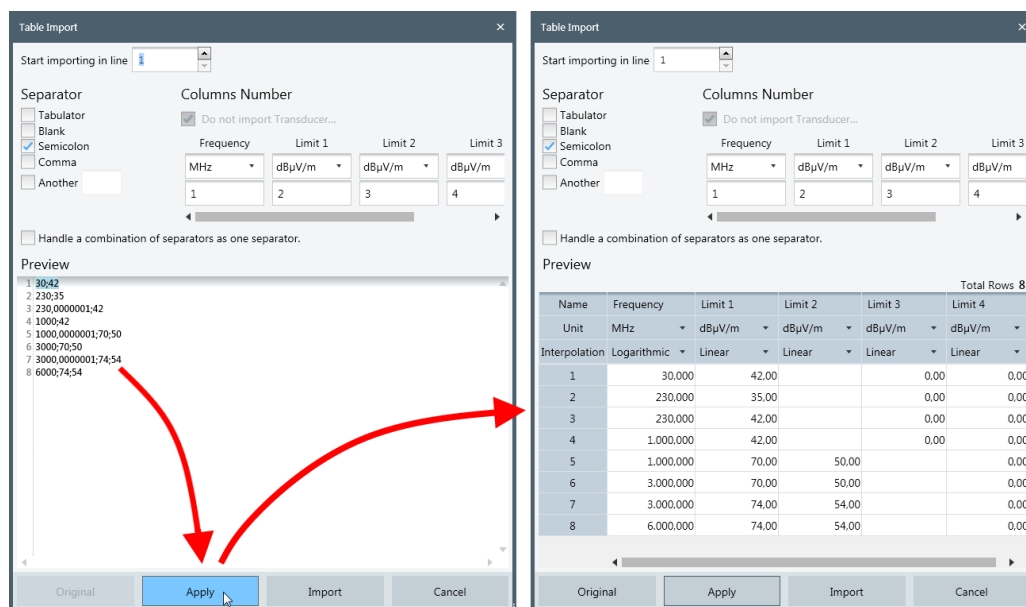 Table Import ×
Start importing in line 1
Separator Columns Number
Tabulator Do not import Transducer...
Blank
Semicolon Frequency Limit 1 Limit 2 Limit 3
Comma MHz dBµV/m dBµV/m dBµV/m
Another 1 2 3 4
Handle a combination of separators as one separator.
Preview
1 30;42
2 230;35
3 230,0000001;42
4 1000;42
5 1000,0000001;70;50
6 3000;70;50
7 3000,0000001;74;54
8 6000;74;54
Original Apply Import Cancel
Table Import ×
Start importing in line 1
Separator Columns Number
Tabulator Do not import Transducer...
Blank
Semicolon Frequency Limit 1 Limit 2 Limit 3
Comma MHz dBµV/m dBµV/m dBµV/m
Another 1 2 3 4
Handle a combination of separators as one separator.
Preview
Total Rows 8
Name Frequency Limit 1 Limit 2 Limit 3 Limit 4
Unit MHz dBµV/m dBµV/m dBµV/m dBµV/m
Interpolation Logarithmic Linear Linear Linear Linear
1 30,000 42,00 0,00 0,00
2 230,000 35,00 0,00 0,00
3 230,000 42,00 0,00 0,00
4 1.000,000 42,00 0,00 0,00
5 1.000,000 70,00 50,00 0,00
6 3.000,000 70,00 50,00 0,00
7 3.000,000 74,00 54,00 0,00
8 6.000,000 74,00 54,00 0,00
Original Apply Import Cancel